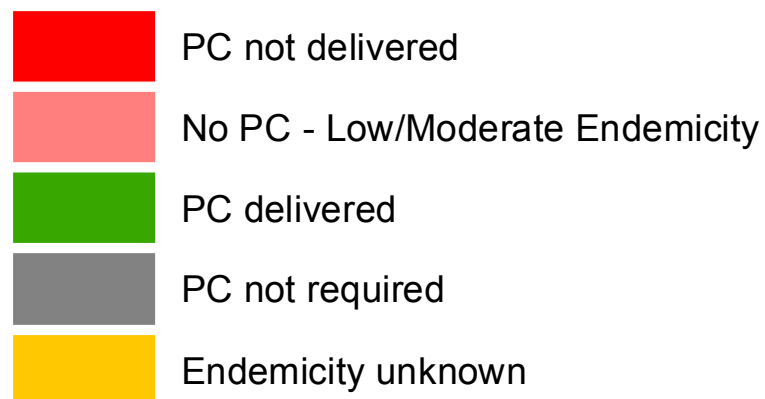 PC not delivered
No PC - Low/Moderate Endemicity
PC delivered
PC not required
Endemicity unknown